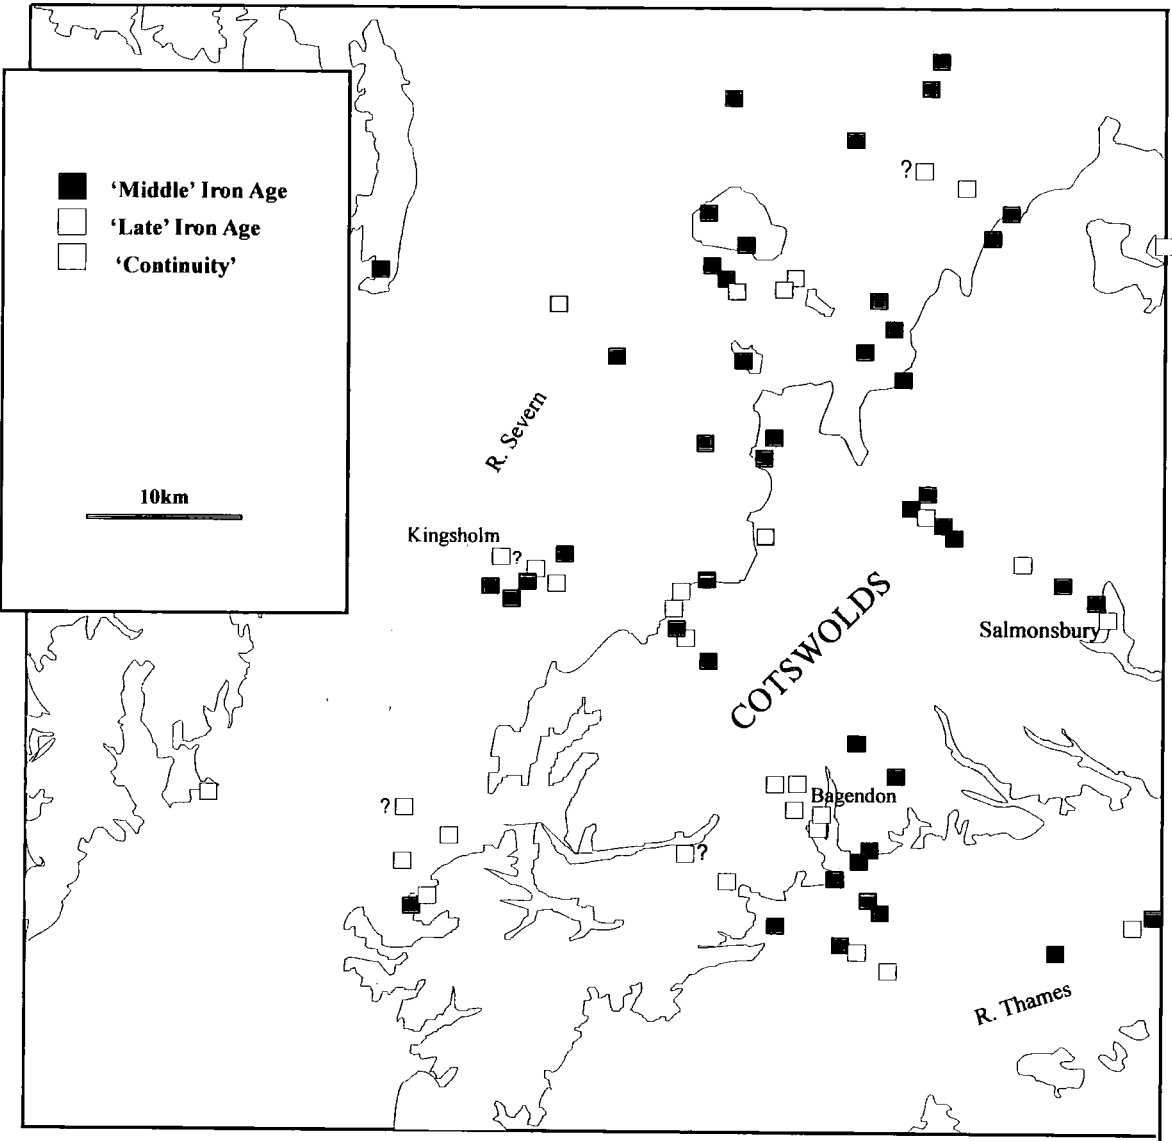 ‘Middle’ Iron Age
‘Late’ Iron Age
‘Continuity’
10km
?
R. Severn
Kingsholm
?
COTSWOLDS
Salmonsbury
Bagendon
?
?
R. Thames